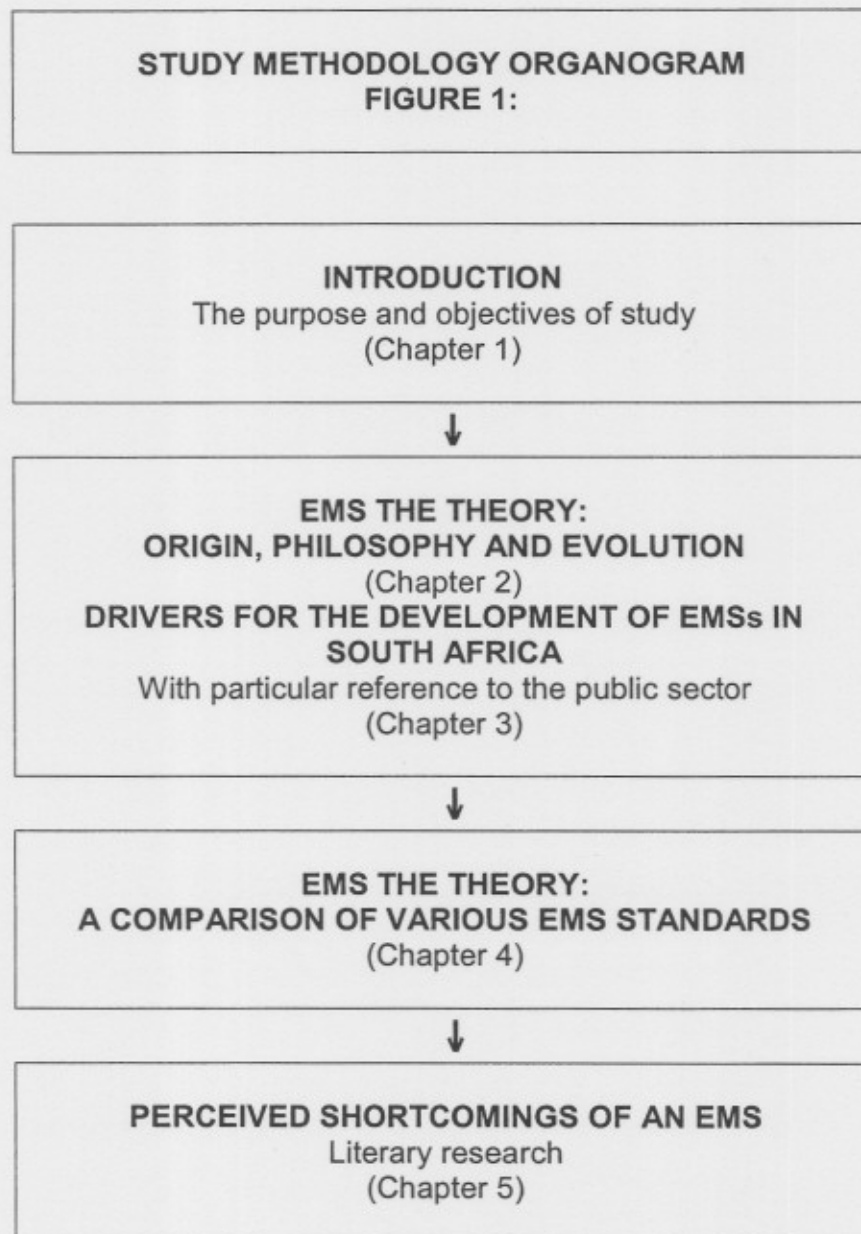 STUDY METHODOLOGY ORGANOGRAM
FIGURE 1:
INTRODUCTION
The purpose and objectives of study
(Chapter 1)
EMS THE THEORY:
ORIGIN, PHILOSOPHY AND EVOLUTION
(Chapter 2)
DRIVERS FOR THE DEVELOPMENT OF EMSs IN
SOUTH AFRICA
With particular reference to the public sector
(Chapter 3)
EMS THE THEORY:
A COMPARISON OF VARIOUS EMS STANDARDS
(Chapter 4)
PERCEIVED SHORTCOMINGS OF AN EMS
Literary research
(Chapter 5)